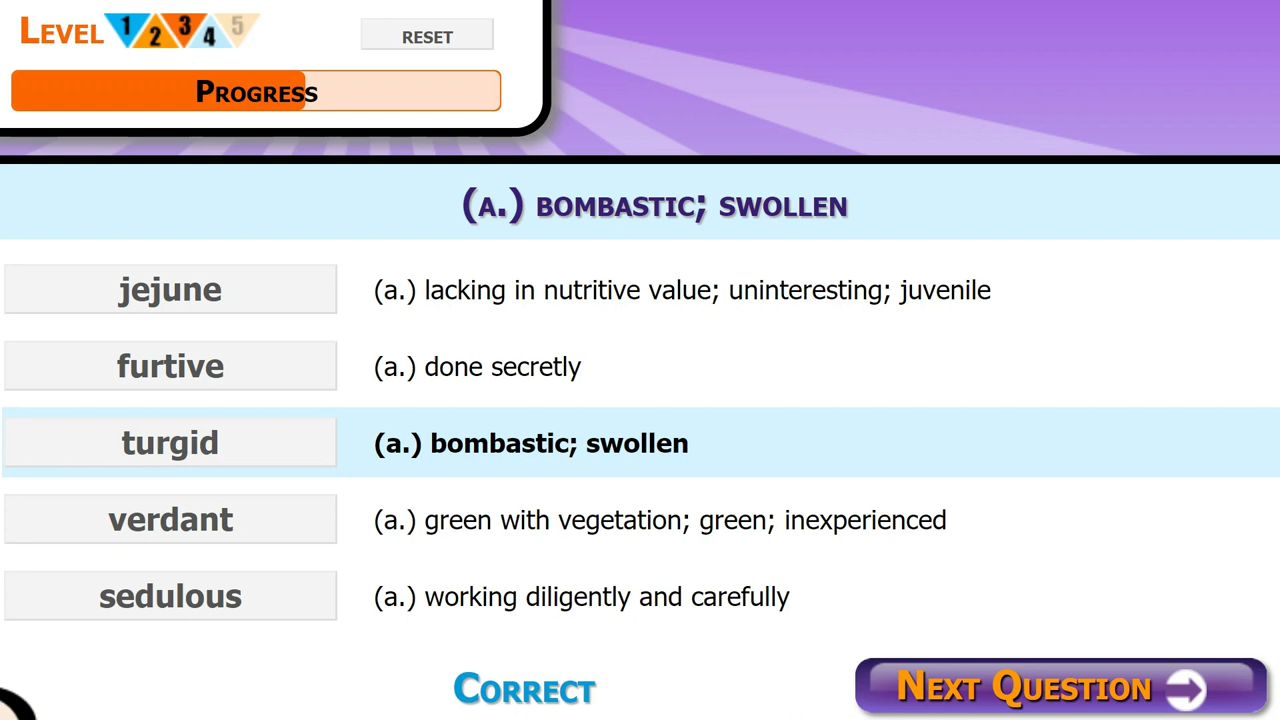 LEVEL 1 2 3 4 5
RESET
PROGRESS
(A.) BOMBASTIC; SWOLLEN
jejune (a.) lacking in nutritive value; uninteresting; juvenile
furtive (a.) done secretly
turgid (a.) bombastic; swollen
verdant (a.) green with vegetation; green; inexperienced
sedulous (a.) working diligently and carefully
CORRECT
NEXT QUESTION